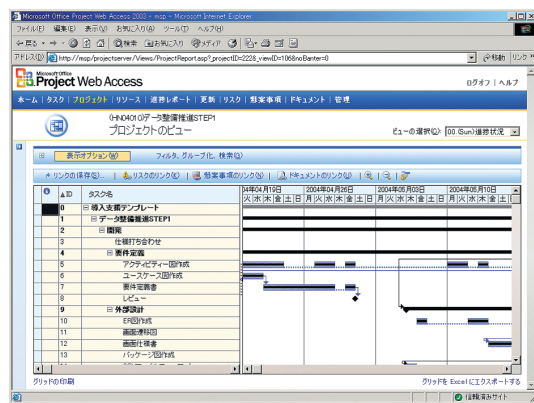 Microsoft Office Project Web Access 2003 - msp - Microsoft Internet Explorer
ファイル(F) 編集(E) 表示(V) お気に入り(A) ツール(T) ヘルプ(H)
戻る 検索 お気に入り メディア
アドレス(D) http://msp/projectserver/Views/ProjectReport.asp?_projectID=222&_viewID=106&noBanter=0 移動 リンク
Microsoft Office
Project Web Access ログオフ | ヘルプ
ホーム | タスク | プロジェクト | リソース | 進捗レポート | 更新 | リスク | 懸案事項 | ドキュメント | 管理
(HN04010)データ整備推進STEP1
プロジェクトのビュー ビューの選択(Q): 00.(Sun)進捗状況
表示オプション(W) フィルタ、グループ化、検索(Q)
リンクの保存(S)... | リスクのリンク(K) | 懸案事項のリンク(N) | ドキュメントのリンク(U)
ID タスク名 04年04月19日 2004年04月26日 2004年05月03日 2004年05月10日
火 水 木 金 土 日 月 火 水 木 金 土 日 月 火 水 木 金 土 日 月 火 水 木 金 土 日
0 導入支援テンプレート
1 データ整備推進STEP1
2 開発
3 仕様打ち合わせ
4 要件定義
5 アクティビティー図作成
6 ユースケース図作成
7 要件定義書
8 レビュー
9 外部設計
10 ER図作成
11 画面遷移図
12 画面仕様書
13 パッケージ図作成
グリッドの印刷 グリッドを Excel にエクスポートする
信頼済みサイト